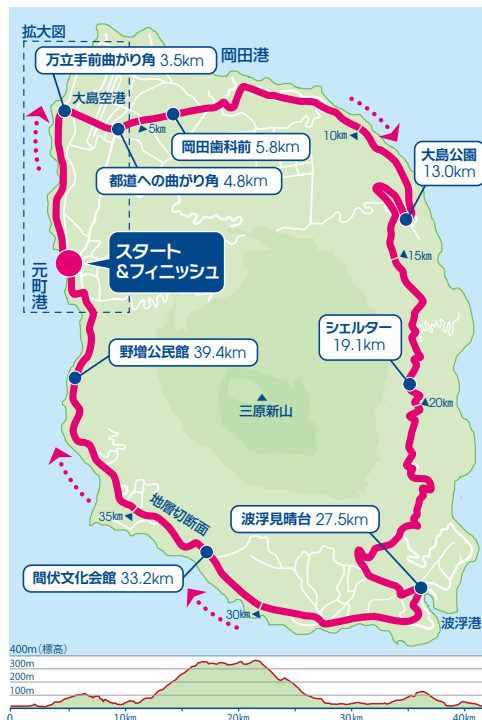 拡大図
万立手前曲がり角 3.5km
岡田港
大島空港
5km
岡田歯科前 5.8km
10km
都道への曲がり角 4.8km
大島公園
13.0km
スタート
&フィニッシュ
15km
元町港
シェルター
19.1km
野増公民館 39.4km
20km
三原新山
地層切断面
35km
波浮見晴台 27.5km
間伏文化会館 33.2km
30km
波浮港
400m(標高)
300m
200m
100m
0 10km 20km 30km 40km